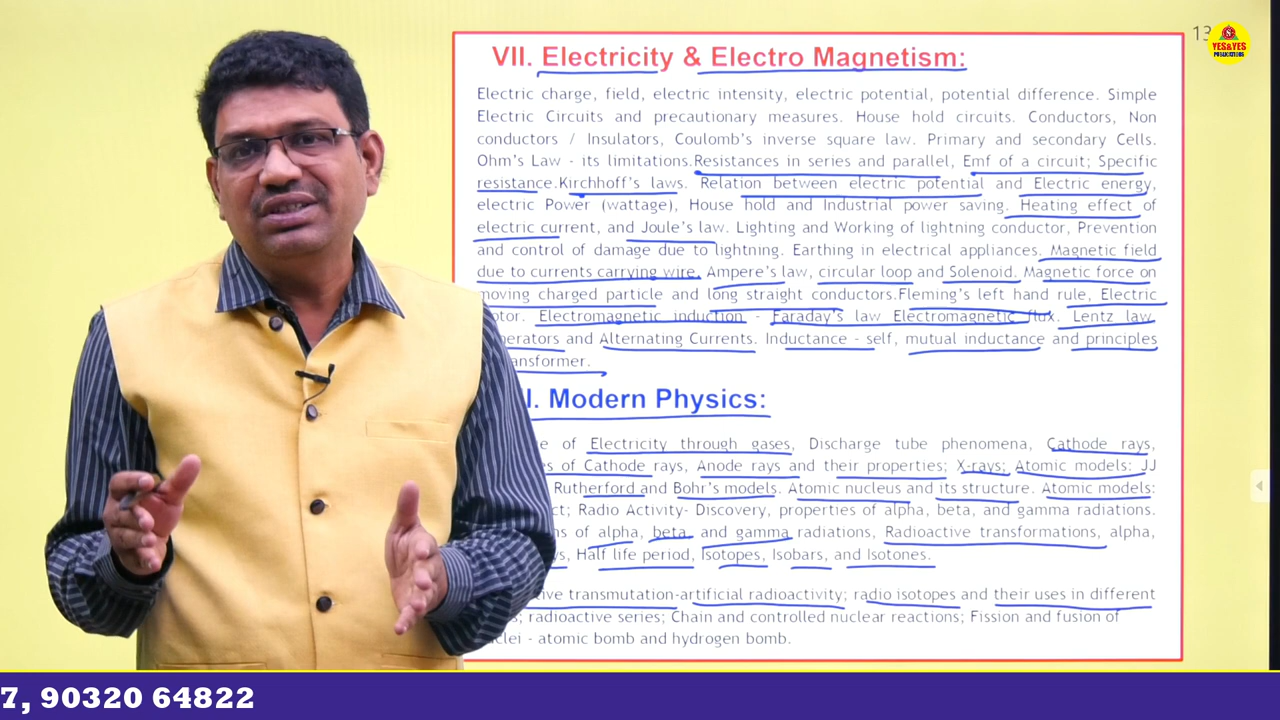 13
YES&YES
PUBLICATIONS
VII. Electricity & Electro Magnetism:
Electric charge, field, electric intensity, electric potential, potential difference. Simple
Electric Circuits and precautionary measures. House hold circuits. Conductors, Non
conductors / Insulators, Coulomb's inverse square law. Primary and secondary Cells.
Ohm's Law - its limitations.Resistances in series and parallel, Emf of a circuit; Specific
resistance.Kirchhoff's laws. Relation between electric potential and Electric energy,
electric Power (wattage), House hold and Industrial power saving. Heating effect of
electric current, and Joule's law. Lighting and Working of lightning conductor, Prevention
and control of damage due to lightning. Earthing in electrical appliances. Magnetic field
due to currents carrying wire. Ampere's law, circular loop and Solenoid. Magnetic force on
moving charged particle and long straight conductors.Fleming's left hand rule, Electric
otor. Electromagnetic induction - Faraday's law Electromagnetic flux. Lentz law,
nerators and Alternating Currents. Inductance - self, mutual inductance and principles
ansformer.
I. Modern Physics:
e of Electricity through gases, Discharge tube phenomena, Cathode rays,
es of Cathode rays, Anode rays and their properties; X-rays; Atomic models: JJ
Rutherford and Bohr's models. Atomic nucleus and its structure. Atomic models:
ct; Radio Activity- Discovery, properties of alpha, beta, and gamma radiations.
ns of alpha, beta, and gamma radiations, Radioactive transformations, alpha,
s, Half life period, Isotopes, Isobars, and Isotones.
tive transmutation-artificial radioactivity; radio isotopes and their uses in different
s; radioactive series; Chain and controlled nuclear reactions; Fission and fusion of
clei - atomic bomb and hydrogen bomb.
7, 90320 64822